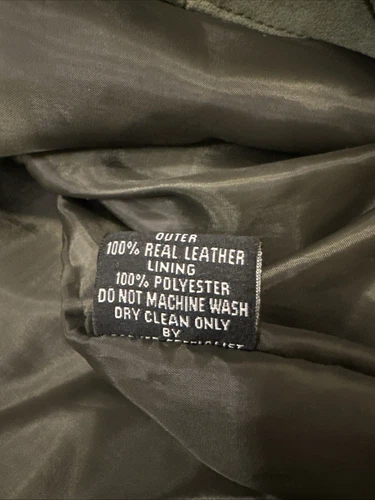 OUTER
100% REAL LEATHER
LINING
100% POLYESTER
DO NOT MACHINE WASH
DRY CLEAN ONLY
BY